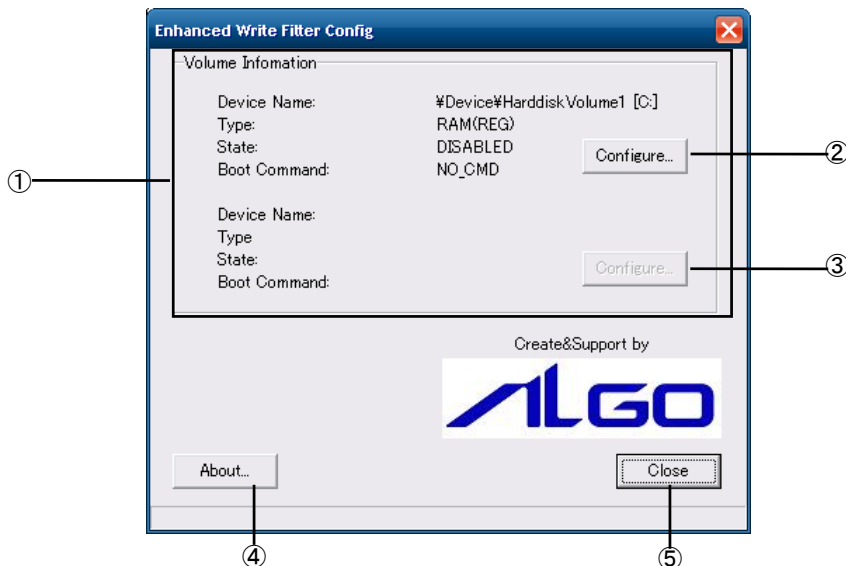 Enhanced Write Filter Config
Volume Infomation
Device Name: ¥Device¥HarddiskVolume1 [C:]
Type: RAM(REG)
State: DISABLED
Boot Command: NO_CMD
Configure...
②
①
Device Name:
Type
State:
Boot Command:
Configure...
③
Create&Support by
ALGO
About...
Close
④
⑤